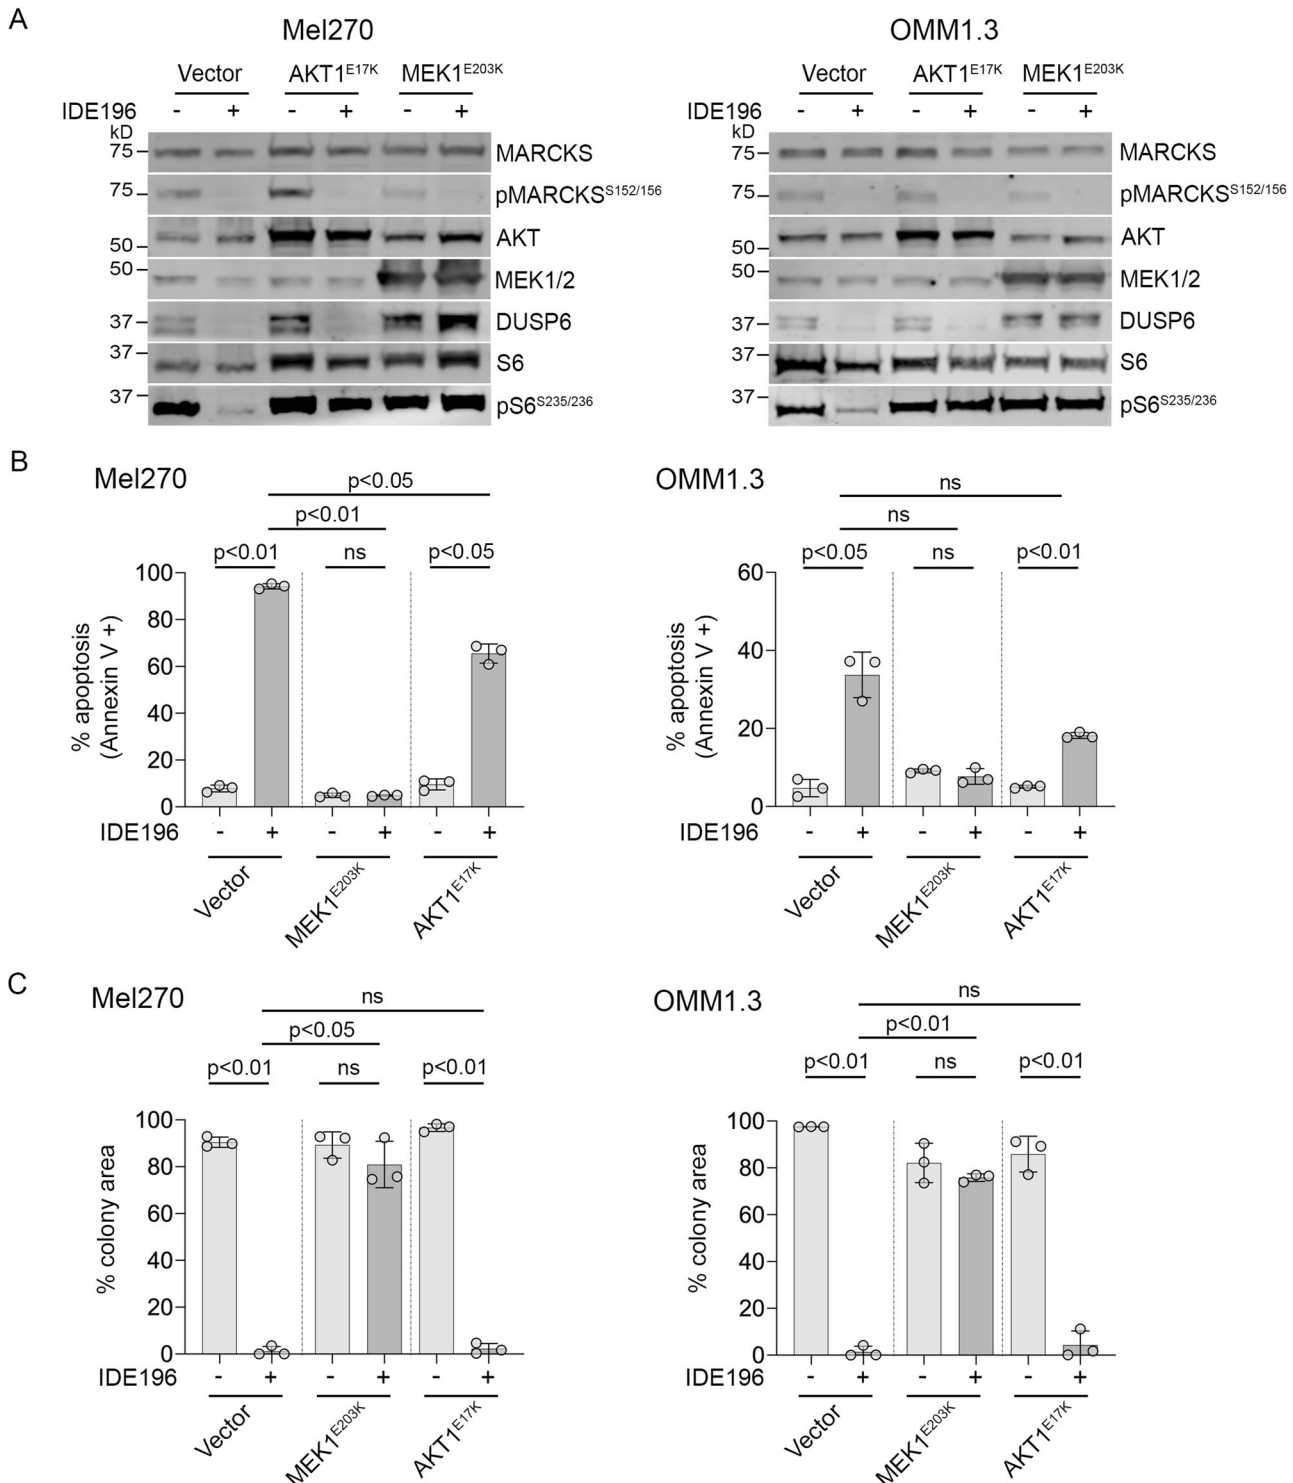 A
Mel270
OMM1.3
Vector AKT1E17K MEK1E203K
Vector AKT1E17K MEK1E203K
IDE196 - + - + - +
IDE196 - + - + - +
kD
75 MARCKS
75 pMARCKSS152/156
50 AKT
50 MEK1/2
37 DUSP6
37 S6
37 pS6S235/236
kD
75 MARCKS
75 pMARCKSS152/156
50 AKT
50 MEK1/2
37 DUSP6
37 S6
37 pS6S235/236
B
Mel270
p<0.05
p<0.01
p<0.01 ns p<0.05
% apoptosis
(Annexin V +)
100
80
60
40
20
0
IDE196 - + - + - +
Vector MEK1E203K AKT1E17K
OMM1.3
ns
ns
p<0.05 ns p<0.01
% apoptosis
(Annexin V +)
60
40
20
0
IDE196 - + - + - +
Vector MEK1E203K AKT1E17K
C
Mel270
ns
p<0.05
p<0.01 ns p<0.01
% colony area
100
80
60
40
20
0
IDE196 - + - + - +
Vector MEK1E203K AKT1E17K
OMM1.3
ns
p<0.01
p<0.01 ns p<0.01
% colony area
100
80
60
40
20
0
IDE196 - + - + - +
Vector MEK1E203K AKT1E17K